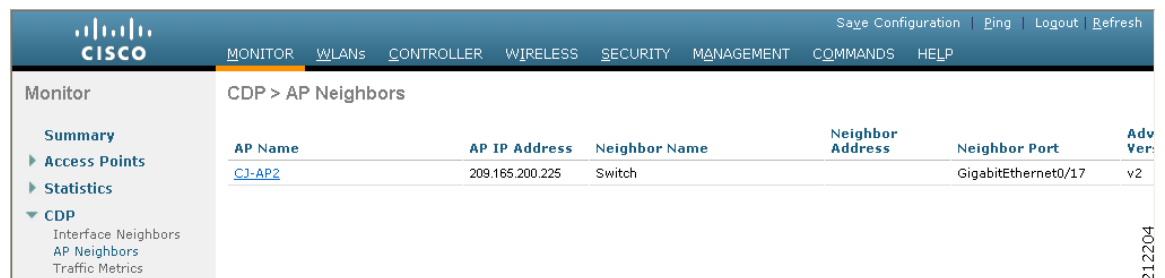 Save Configuration | Ping | Logout | Refresh
CISCO
MONITOR WLANs CONTROLLER WIRELESS SECURITY MANAGEMENT COMMANDS HELP
Monitor
CDP > AP Neighbors
Summary
Access Points
Statistics
CDP
Interface Neighbors
AP Neighbors
Traffic Metrics
AP Name AP IP Address Neighbor Name Neighbor Address Neighbor Port Adv Ver
CJ-AP2 209.165.200.225 Switch GigabitEthernet0/17 v2
212204